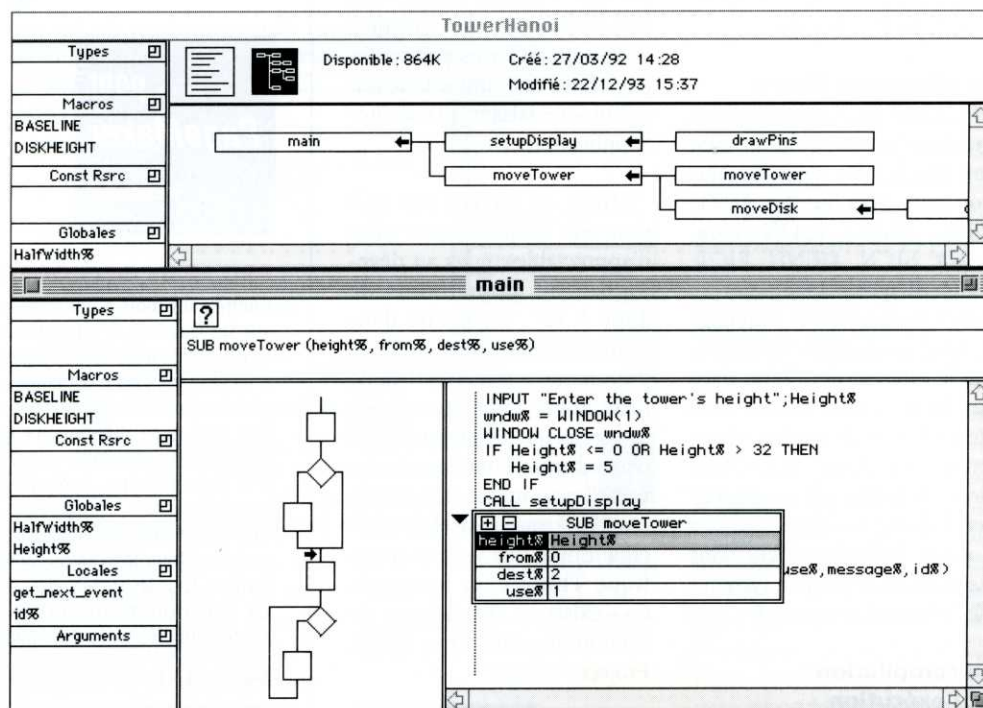 TowerHanoi
Types
Macros
BASELINE
DISKHEIGHT
Const Rsrc
Globales
HalfWidth%
Disponible : 864K
Créé : 27/03/92 14:28
Modifié : 22/12/93 15:37
main
setupDisplay
drawPins
moveTower
moveTower
moveDisk
main
Types
Macros
BASELINE
DISKHEIGHT
Const Rsrc
Globales
HalfWidth%
Height%
Locales
get_next_event
id%
Arguments
?
SUB moveTower (height%, from%, dest%, use%)
INPUT "Enter the tower's height";Height%
wndw% = WINDOW(1)
WINDOW CLOSE wndw%
IF Height% <= 0 OR Height% > 32 THEN
Height% = 5
END IF
CALL setupDisplay
SUB moveTower
height% Height%
from% 0
dest% 2
use% 1
use%,message%,id%)